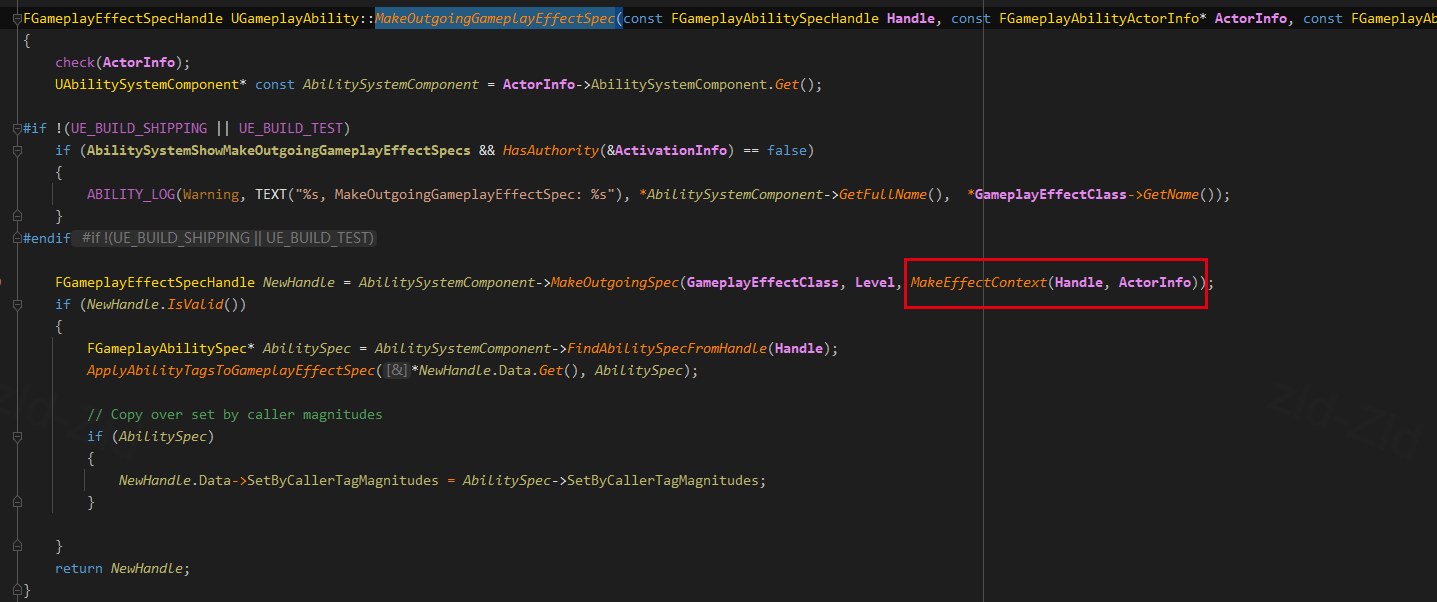 FGameplayEffectSpecHandle UGameplayAbility::MakeOutgoingGameplayEffectSpec(const FGameplayAbilitySpecHandle Handle, const FGameplayAbilityActorInfo* ActorInfo, const FGameplayAb
{
check(ActorInfo);
UAbilitySystemComponent* const AbilitySystemComponent = ActorInfo->AbilitySystemComponent.Get();
#if !(UE_BUILD_SHIPPING || UE_BUILD_TEST)
if (AbilitySystemShowMakeOutgoingGameplayEffectSpecs && HasAuthority(&ActivationInfo) == false)
{
ABILITY_LOG(Warning, TEXT("%s, MakeOutgoingGameplayEffectSpec: %s"), *AbilitySystemComponent->GetFullName(),  *GameplayEffectClass->GetName());
}
#endif #if !(UE_BUILD_SHIPPING || UE_BUILD_TEST)
FGameplayEffectSpecHandle NewHandle = AbilitySystemComponent->MakeOutgoingSpec(GameplayEffectClass, Level, MakeEffectContext(Handle, ActorInfo));
if (NewHandle.IsValid())
{
FGameplayAbilitySpec* AbilitySpec = AbilitySystemComponent->FindAbilitySpecFromHandle(Handle);
ApplyAbilityTagsToGameplayEffectSpec([&]*NewHandle.Data.Get(), AbilitySpec);
// Copy over set by caller magnitudes
if (AbilitySpec)
{
NewHandle.Data->SetByCallerTagMagnitudes = AbilitySpec->SetByCallerTagMagnitudes;
}
}
return NewHandle;
}
zld-Zld